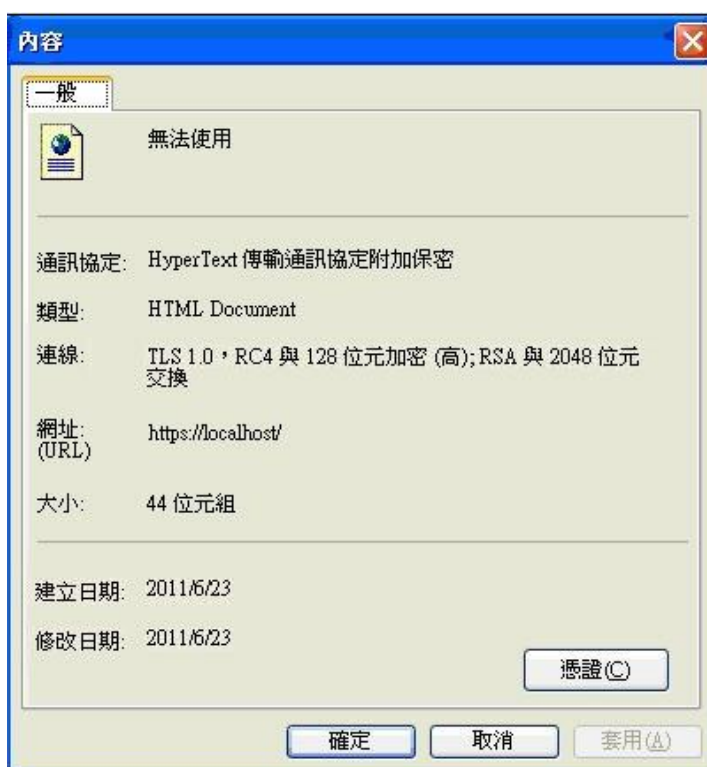 內容
一般
無法使用
通訊協定: HyperText 傳輸通訊協定附加保密
類型: HTML Document
連線: TLS 1.0，RC4 與 128 位元加密 (高); RSA 與 2048 位元
交換
網址: https://localhost/
(URL)
大小: 44 位元組
建立日期: 2011/6/23
修改日期: 2011/6/23
憑證(C)
確定 取消 套用(A)